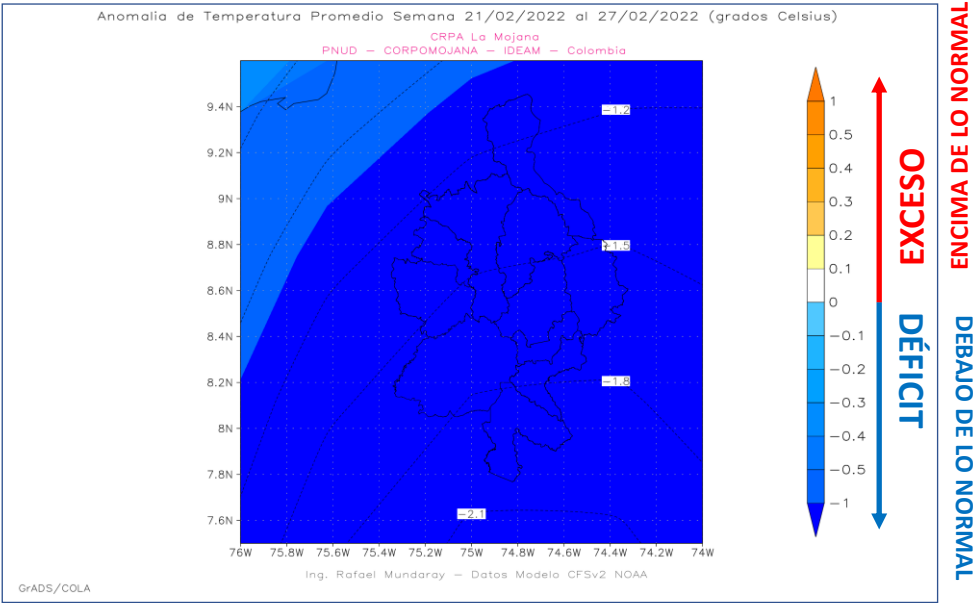 Anomalia de Temperatura Promedio Semana 21/02/2022 al 27/02/2022 (grados Celsius)
CRPA La Mojana
PNUD — CORPOMOJANA — IDEAM — Colombia
9.4N
9.2N
9N
8.8N
8.6N
8.4N
8.2N
8N
7.8N
7.6N
−1.2
−1.5
−1.8
−2.1
76W 75.8W 75.6W 75.4W 75.2W 75W 74.8W 74.6W 74.4W 74.2W 74W
Ing. Rafael Mundaray — Datos Modelo CFSv2 NOAA
GrADS/COLA
1
0.5
0.4
0.3
0.2
0.1
0
−0.1
−0.2
−0.3
−0.4
−0.5
−1
EXCESO
DÉFICIT
ENCIMA DE LO NORMAL
DEBAJO DE LO NORMAL